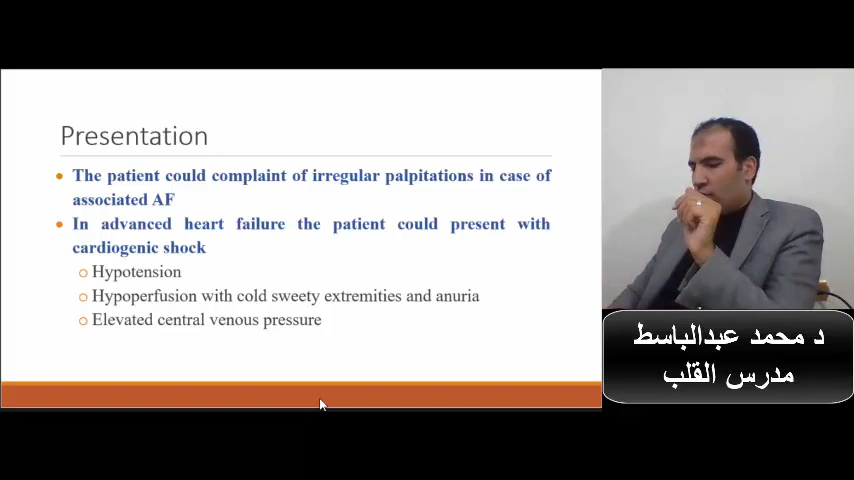 Presentation
The patient could complaint of irregular palpitations in case of
associated AF
In advanced heart failure the patient could present with
cardiogenic shock
Hypotension
Hypoperfusion with cold sweety extremities and anuria
Elevated central venous pressure
د محمد عبدالباسط
مدرس القلب